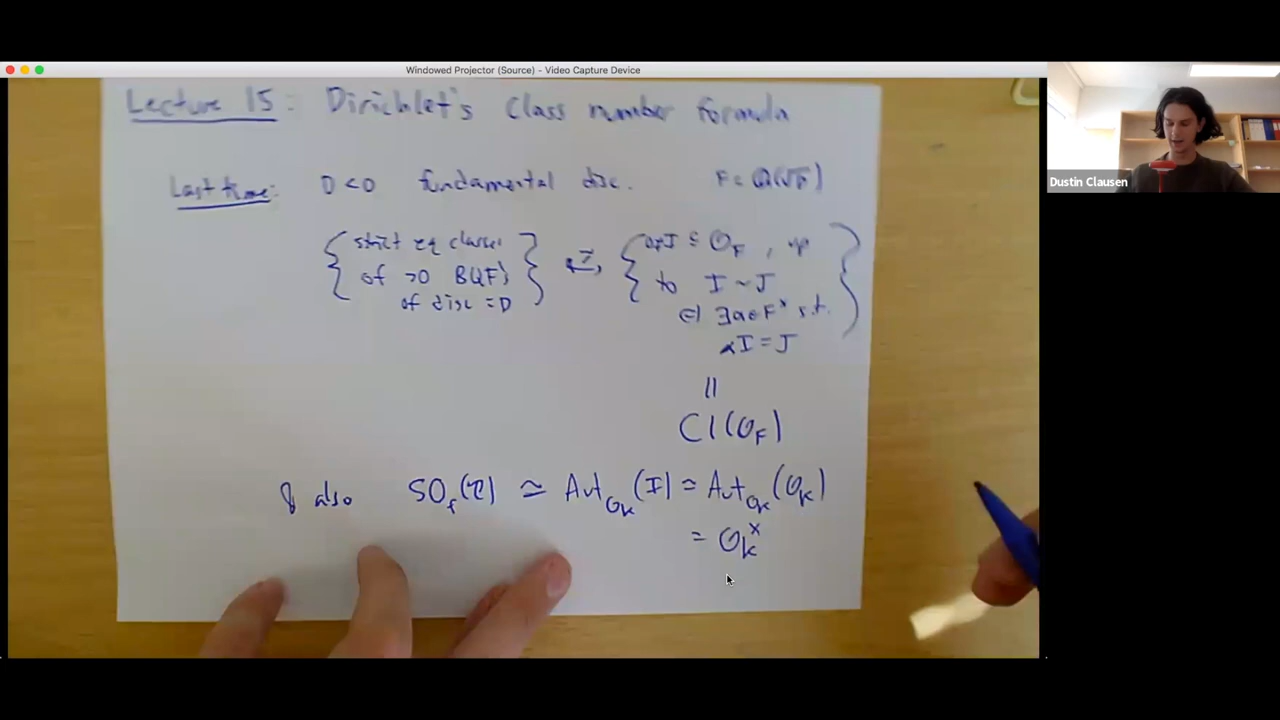 Windowed Projector (Source) - Video Capture Device
Dustin Clausen
Lecture 15: Dirichlet's Class number formula
Last time: D<0 fundamental disc. F = Q(√F)
{ strict eq classes of >0 BQF's of disc = D } ↔ { 0≠I ⊆ O_F, up to I ~ J ⇔ ∃α∈F^× s.t. αI = J }
||
Cl(O_F)
& also SO_f(Z) ≃ Aut_{O_K}(I) = Aut_{O_K}(O_K)
= O_K^×